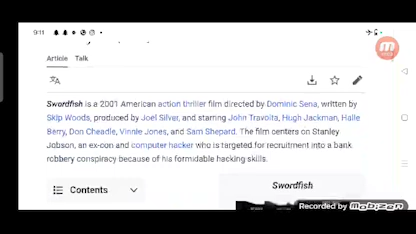 9:11
Article Talk
Swordfish is a 2001 American action thriller film directed by Dominic Sena, written by
Skip Woods, produced by Joel Silver, and starring John Travolta, Hugh Jackman, Halle
Berry, Don Cheadle, Vinnie Jones, and Sam Shepard. The film centers on Stanley
Jobson, an ex-con and computer hacker who is targeted for recruitment into a bank
robbery conspiracy because of his formidable hacking skills.
Contents
Swordfish
Recorded by Mobizen